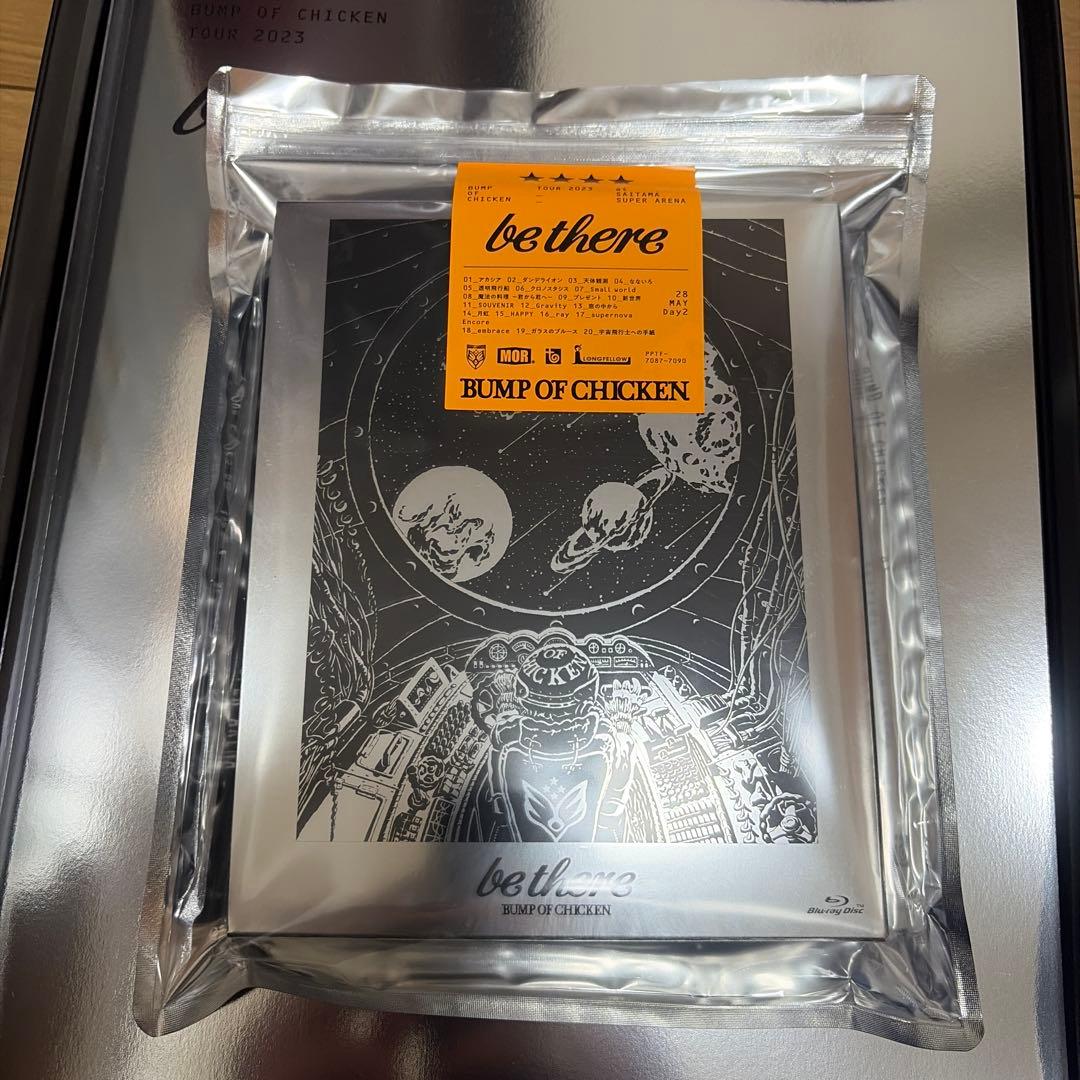 BUMP OF CHICKEN
TOUR 2023
BUMP OF CHICKEN
TOUR 2023
at SAITAMA SUPER ARENA
be there
01_アカシア 02_ダンデライオン 03_天体観測 04_なないろ
05_透明飛行船 06_クロノスタシス 07_Small world
08_魔法の料理 ～君から君へ～ 09_プレゼント 10_新世界
11_SOUVENIR 12_Gravity 13_窓の中から
14_月虹 15_HAPPY 16_ray 17_supernova
Encore
18_embrace 19_ガラスのブルース 20_宇宙飛行士への手紙
28
MAY
Day2
MOR
LONGFELLOW
PPTF-
7087-7090
BUMP OF CHICKEN
OF
CHICKEN
be there
BUMP OF CHICKEN
Blu-ray Disc™